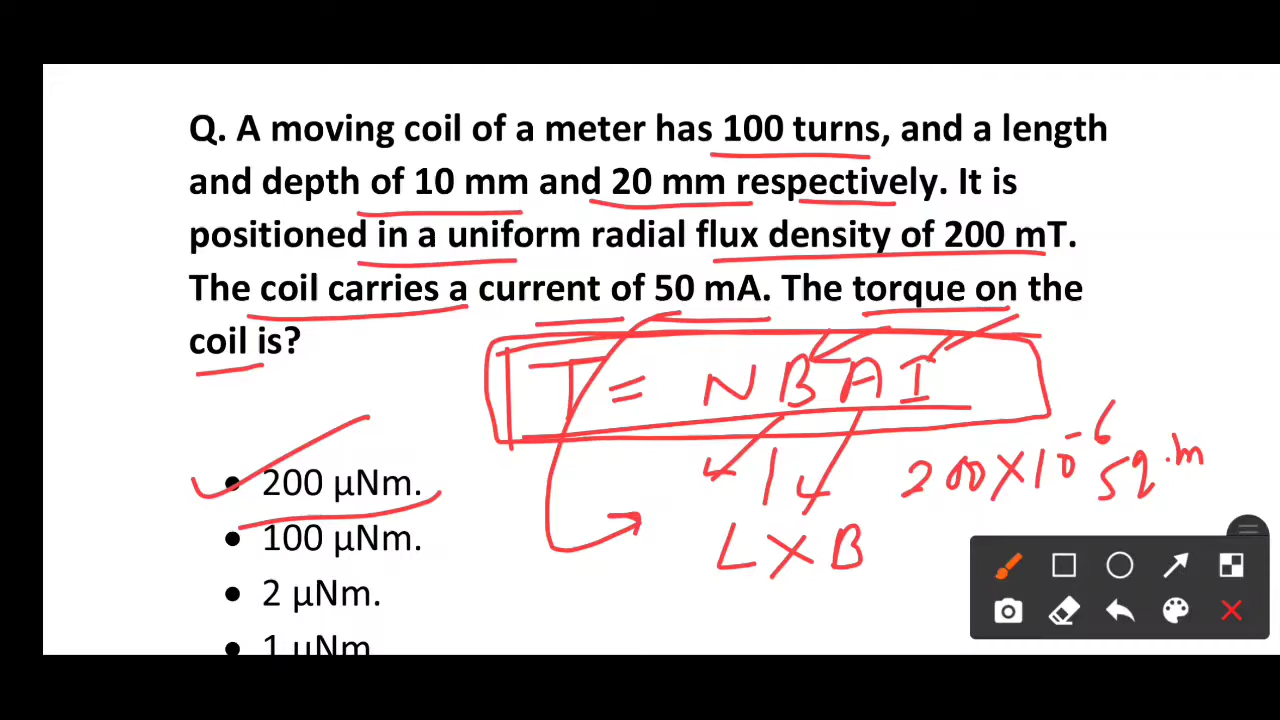 Q. A moving coil of a meter has 100 turns, and a length
and depth of 10 mm and 20 mm respectively. It is
positioned in a uniform radial flux density of 200 mT.
The coil carries a current of 50 mA. The torque on the
coil is?
T = NBAI
200 × 10⁻⁶ sq.m
L × B
• 200 μNm.
• 100 μNm.
• 2 μNm.
• 1 μNm